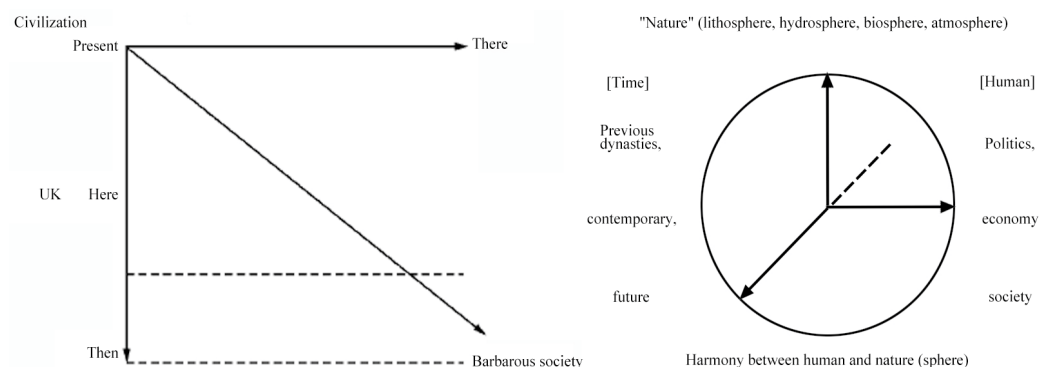 Civilization
Present
There
UK Here
Then
Barbarous society
"Nature" (lithosphere, hydrosphere, biosphere, atmosphere)
[Time]
[Human]
Previous
dynasties,
Politics,
contemporary,
economy
future
society
Harmony between human and nature (sphere)